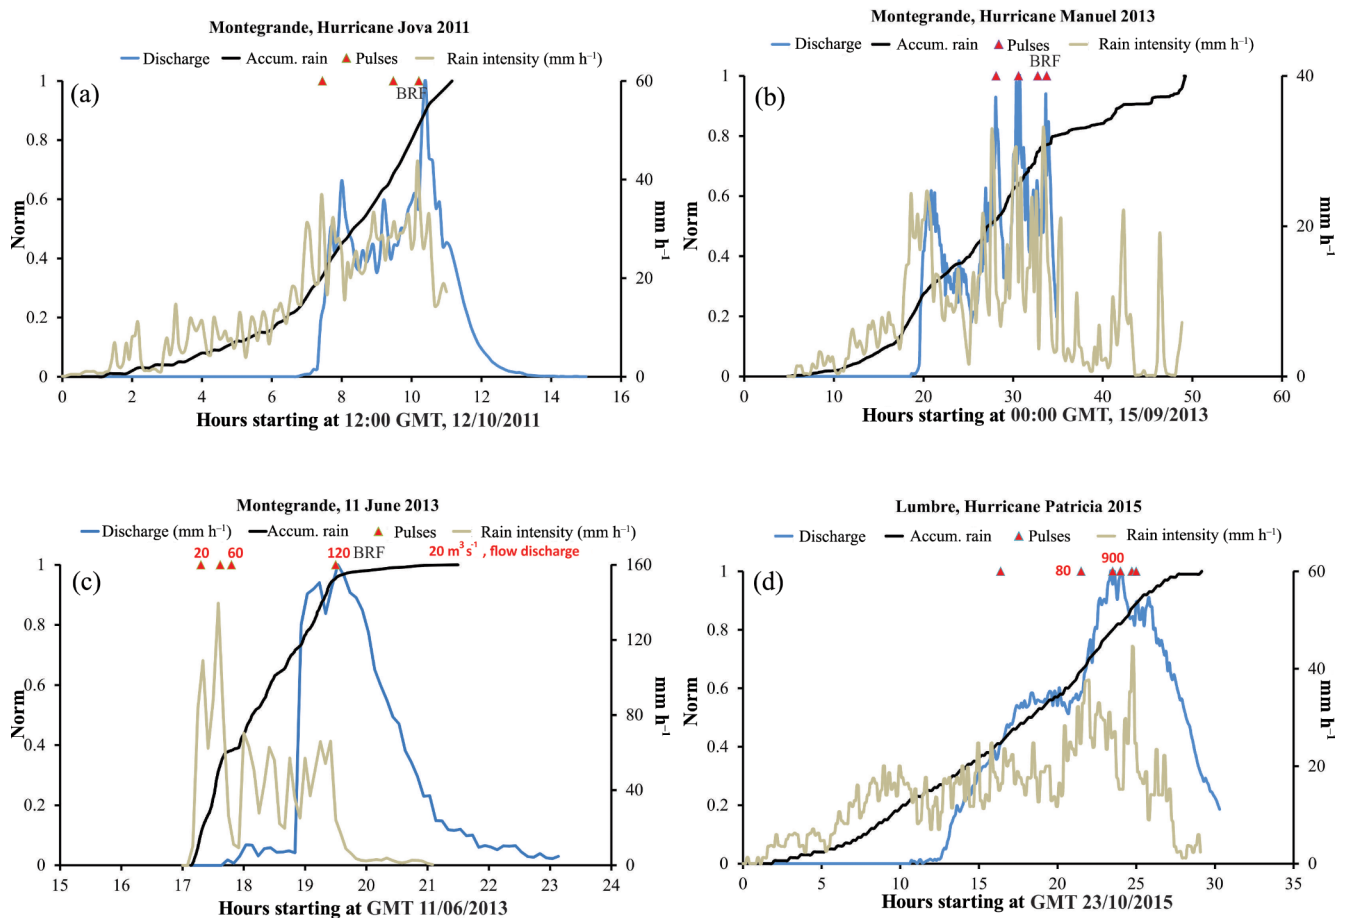 Montegrande, Hurricane Jova 2011
Discharge Accum. rain Pulses Rain intensity (mm h⁻¹)
(a)
BRF
1
0.8
0.6
0.4
0.2
0
Norm
60
40
20
0
mm h⁻¹
0 2 4 6 8 10 12 14 16
Hours starting at 12:00 GMT, 12/10/2011
Montegrande, Hurricane Manuel 2013
Discharge Accum. rain Pulses Rain intensity (mm h⁻¹)
BRF
(b)
1
0.8
0.6
0.4
0.2
0
Norm
40
20
0
mm h⁻¹
0 10 20 30 40 50 60
Hours starting at 00:00 GMT, 15/09/2013
Montegrande, 11 June 2013
Discharge (mm h⁻¹) Accum. rain Pulses Rain intensity (mm h⁻¹)
20 60 120 BRF 20 m³ s⁻¹ , flow discharge
(c)
1
0.8
0.6
0.4
0.2
0
Norm
160
120
80
40
0
mm h⁻¹
15 16 17 18 19 20 21 22 23 24
Hours starting at GMT 11/06/2013
Lumbre, Hurricane Patricia 2015
Discharge Accum. rain Pulses Rain intensity (mm h⁻¹)
900
80
(d)
1
0.8
0.6
0.4
0.2
0
Norm
60
40
20
0
mm h⁻¹
0 5 10 15 20 25 30 35
Hours starting at GMT 23/10/2015